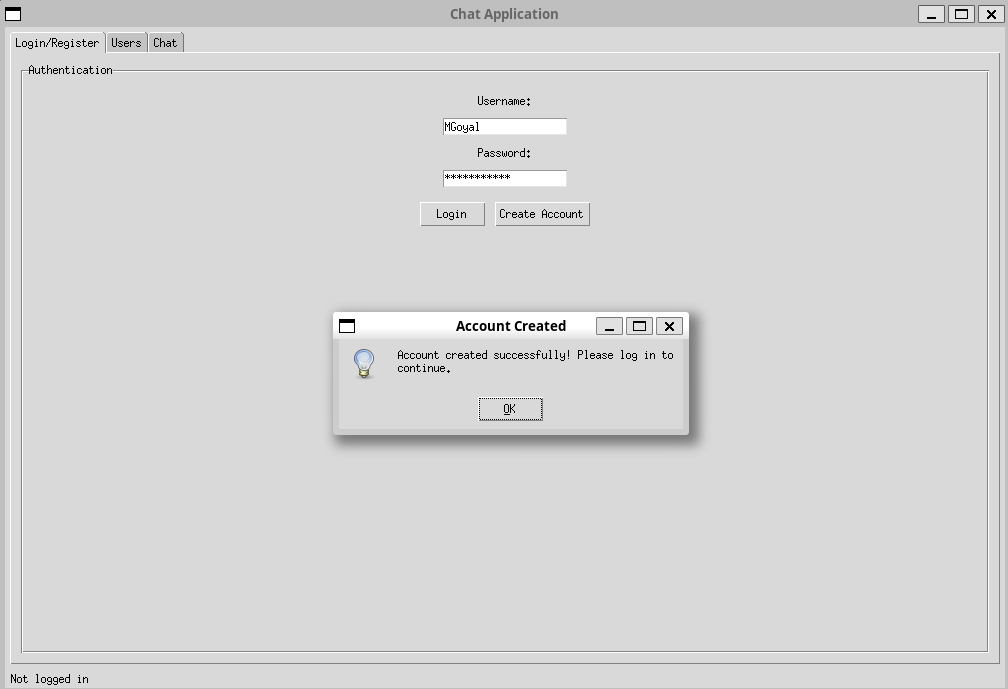 Chat Application
Login/Register Users Chat
Authentication
Username:
MGoyal
Password:
***********
Login Create Account
Account Created
Account created successfully! Please log in to
continue.
OK
Not logged in